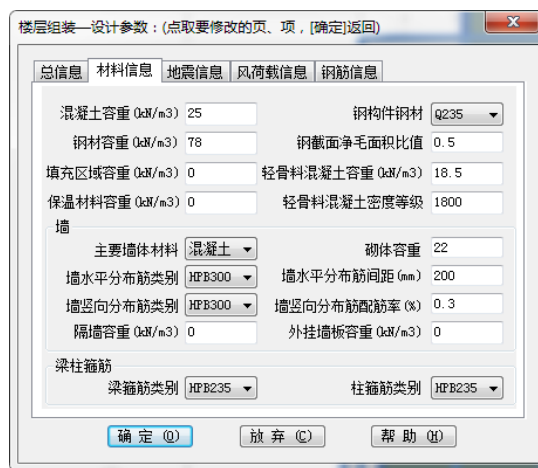 楼层组装—设计参数：(点取要修改的页、项，[确定]返回)
总信息 材料信息 地震信息 风荷载信息 钢筋信息
混凝土容重(kN/m3) 25 钢构件钢材 Q235
钢材容重(kN/m3) 78 钢截面净毛面积比值 0.5
填充区域容重(kN/m3) 0 轻骨料混凝土容重(kN/m3) 18.5
保温材料容重(kN/m3) 0 轻骨料混凝土密度等级 1800
墙
主要墙体材料 混凝土 砌体容重 22
墙水平分布筋类别 HPB300 墙水平分布筋间距(mm) 200
墙竖向分布筋类别 HPB300 墙竖向分布筋配筋率(%) 0.3
隔墙容重(kN/m3) 0 外挂墙板容重(kN/m3) 0
梁柱箍筋
梁箍筋类别 HPB235 柱箍筋类别 HPB235
确 定 (O) 放 弃 (C) 帮 助 (H)